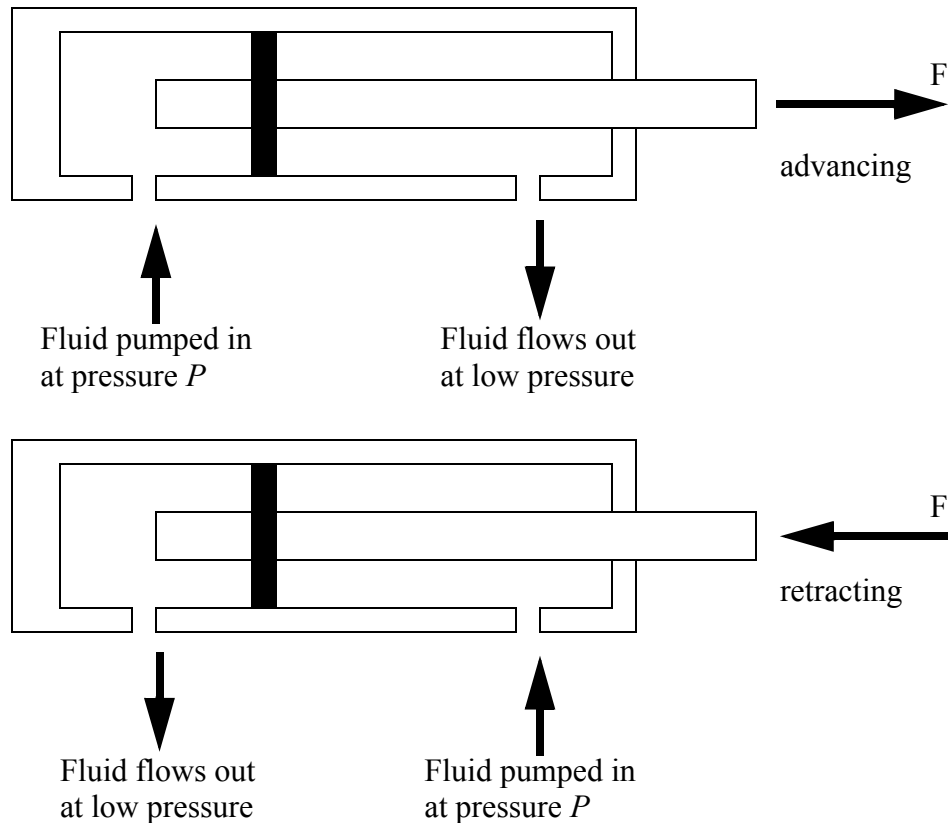 F
advancing
Fluid pumped in
at pressure P
Fluid flows out
at low pressure
F
retracting
Fluid flows out
at low pressure
Fluid pumped in
at pressure P